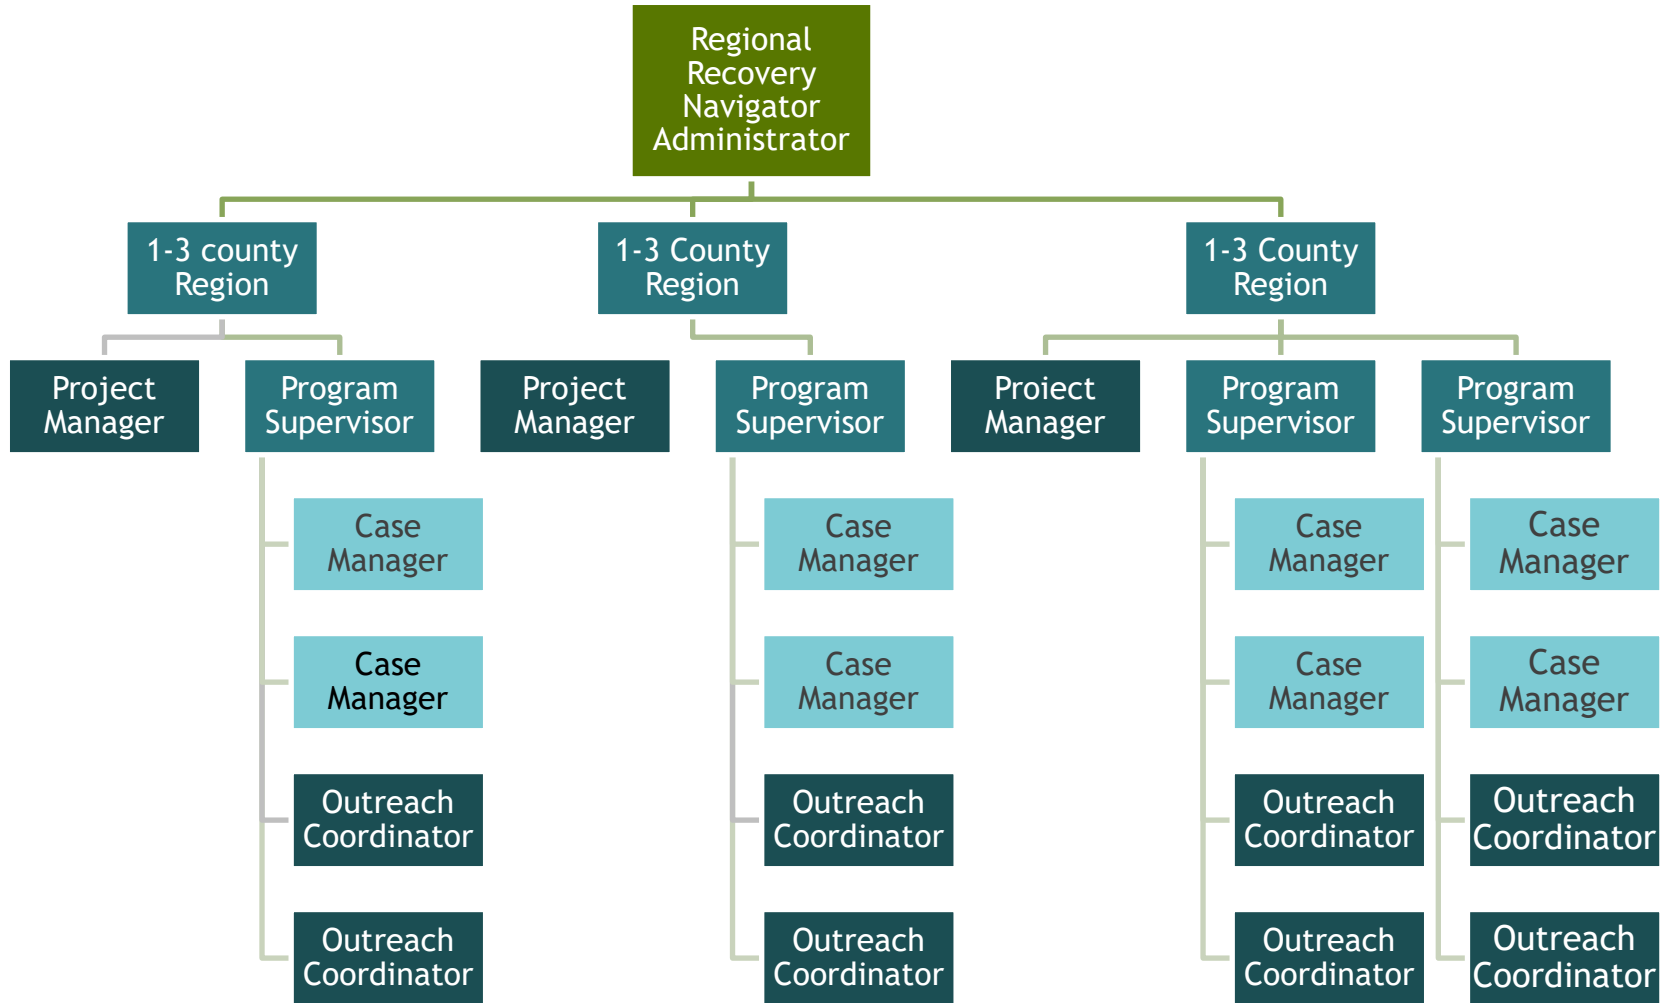 Regional
Recovery
Navigator
Administrator
1-3 county
Region
1-3 County
Region
1-3 County
Region
Project
Manager
Program
Supervisor
Project
Manager
Program
Supervisor
Project
Manager
Program
Supervisor
Program
Supervisor
Case
Manager
Case
Manager
Case
Manager
Case
Manager
Case
Manager
Case
Manager
Case
Manager
Case
Manager
Outreach
Coordinator
Outreach
Coordinator
Outreach
Coordinator
Outreach
Coordinator
Outreach
Coordinator
Outreach
Coordinator
Outreach
Coordinator
Outreach
Coordinator